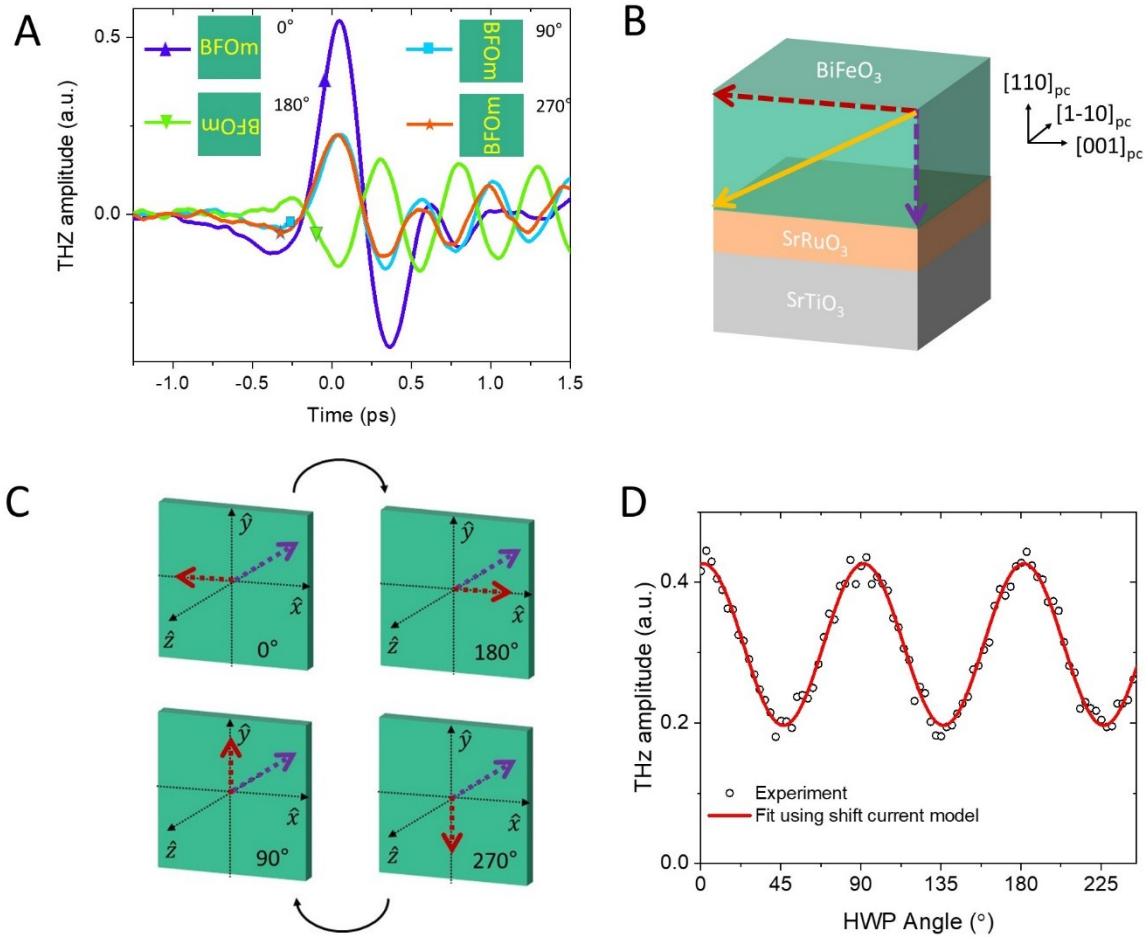 A
0.5
0.0
THZ amplitude (a.u.)
-1.0 -0.5 0.0 0.5 1.0 1.5
Time (ps)
BFOm 0°
BFOm 90°
BFOm 180°
BFOm 270°
B
BiFeO₃
SrRuO₃
SrTiO₃
[110]pc
[1-10]pc
[001]pc
C
ŷ
x̂
ẑ
0°
ŷ
x̂
ẑ
180°
ŷ
x̂
ẑ
90°
ŷ
x̂
ẑ
270°
D
0.4
0.2
0.0
THz amplitude (a.u.)
Experiment
Fit using shift current model
0 45 90 135 180 225
HWP Angle (°)